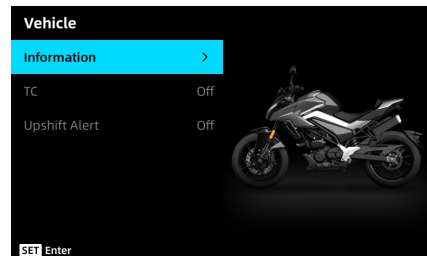 Vehicle
Information >
TC Off
Upshift Alert Off
SET Enter